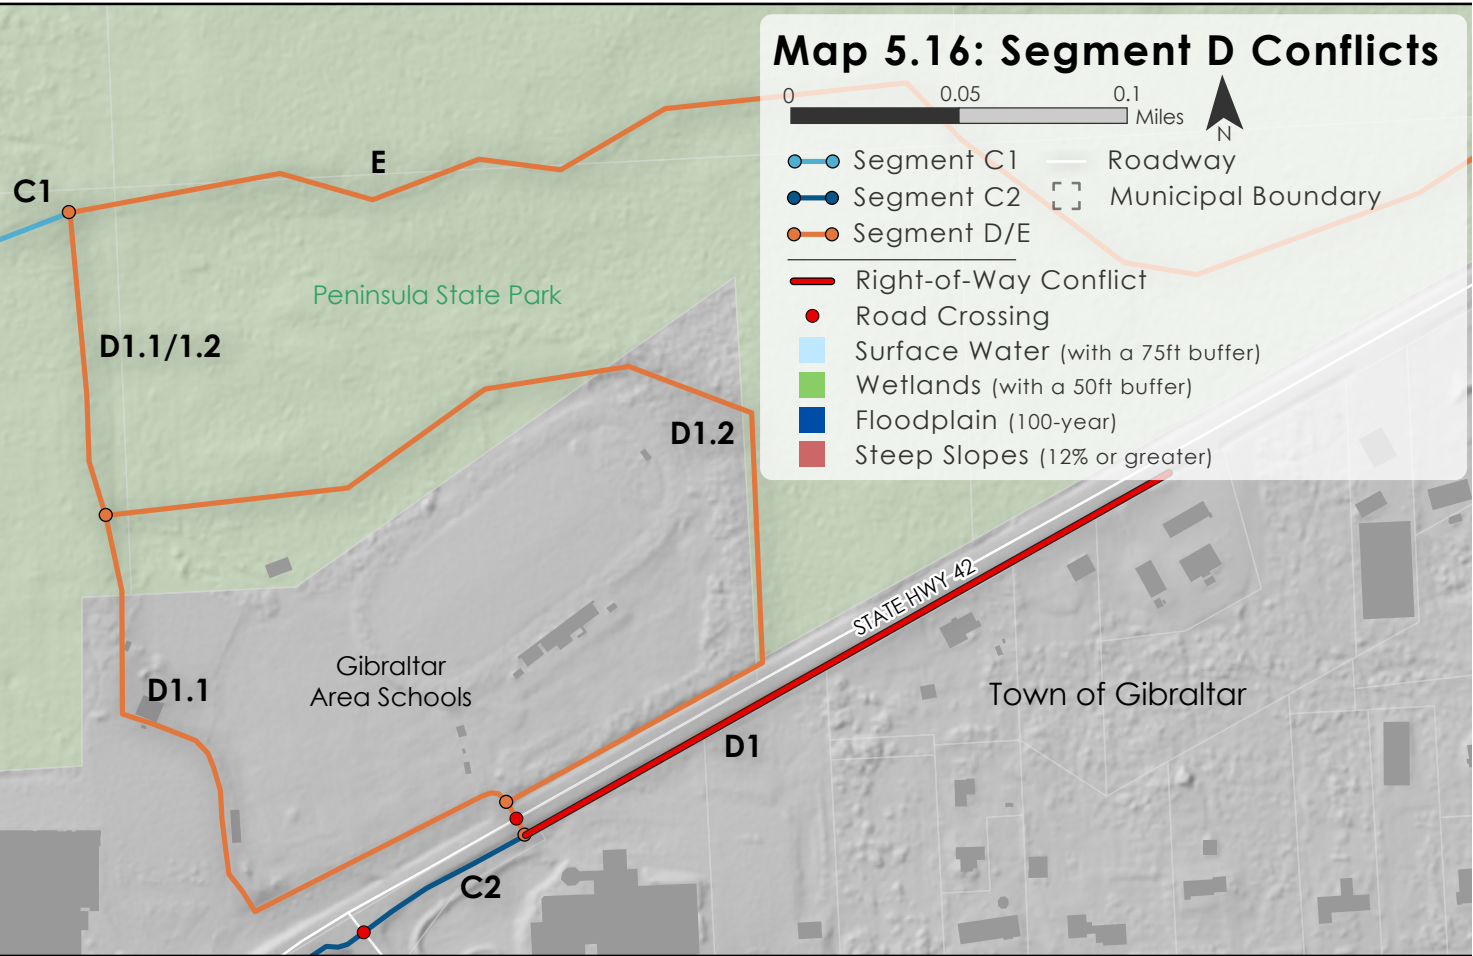 Map 5.16: Segment D Conflicts
0 0.05 0.1
Miles
N
Segment C1
Roadway
Segment C2
Municipal Boundary
Segment D/E
Right-of-Way Conflict
Road Crossing
Surface Water (with a 75ft buffer)
Wetlands (with a 50ft buffer)
Floodplain (100-year)
Steep Slopes (12% or greater)
E
C1
Peninsula State Park
D1.1/1.2
D1.2
STATE HWY 42
Gibraltar
Area Schools
D1.1
Town of Gibraltar
D1
C2